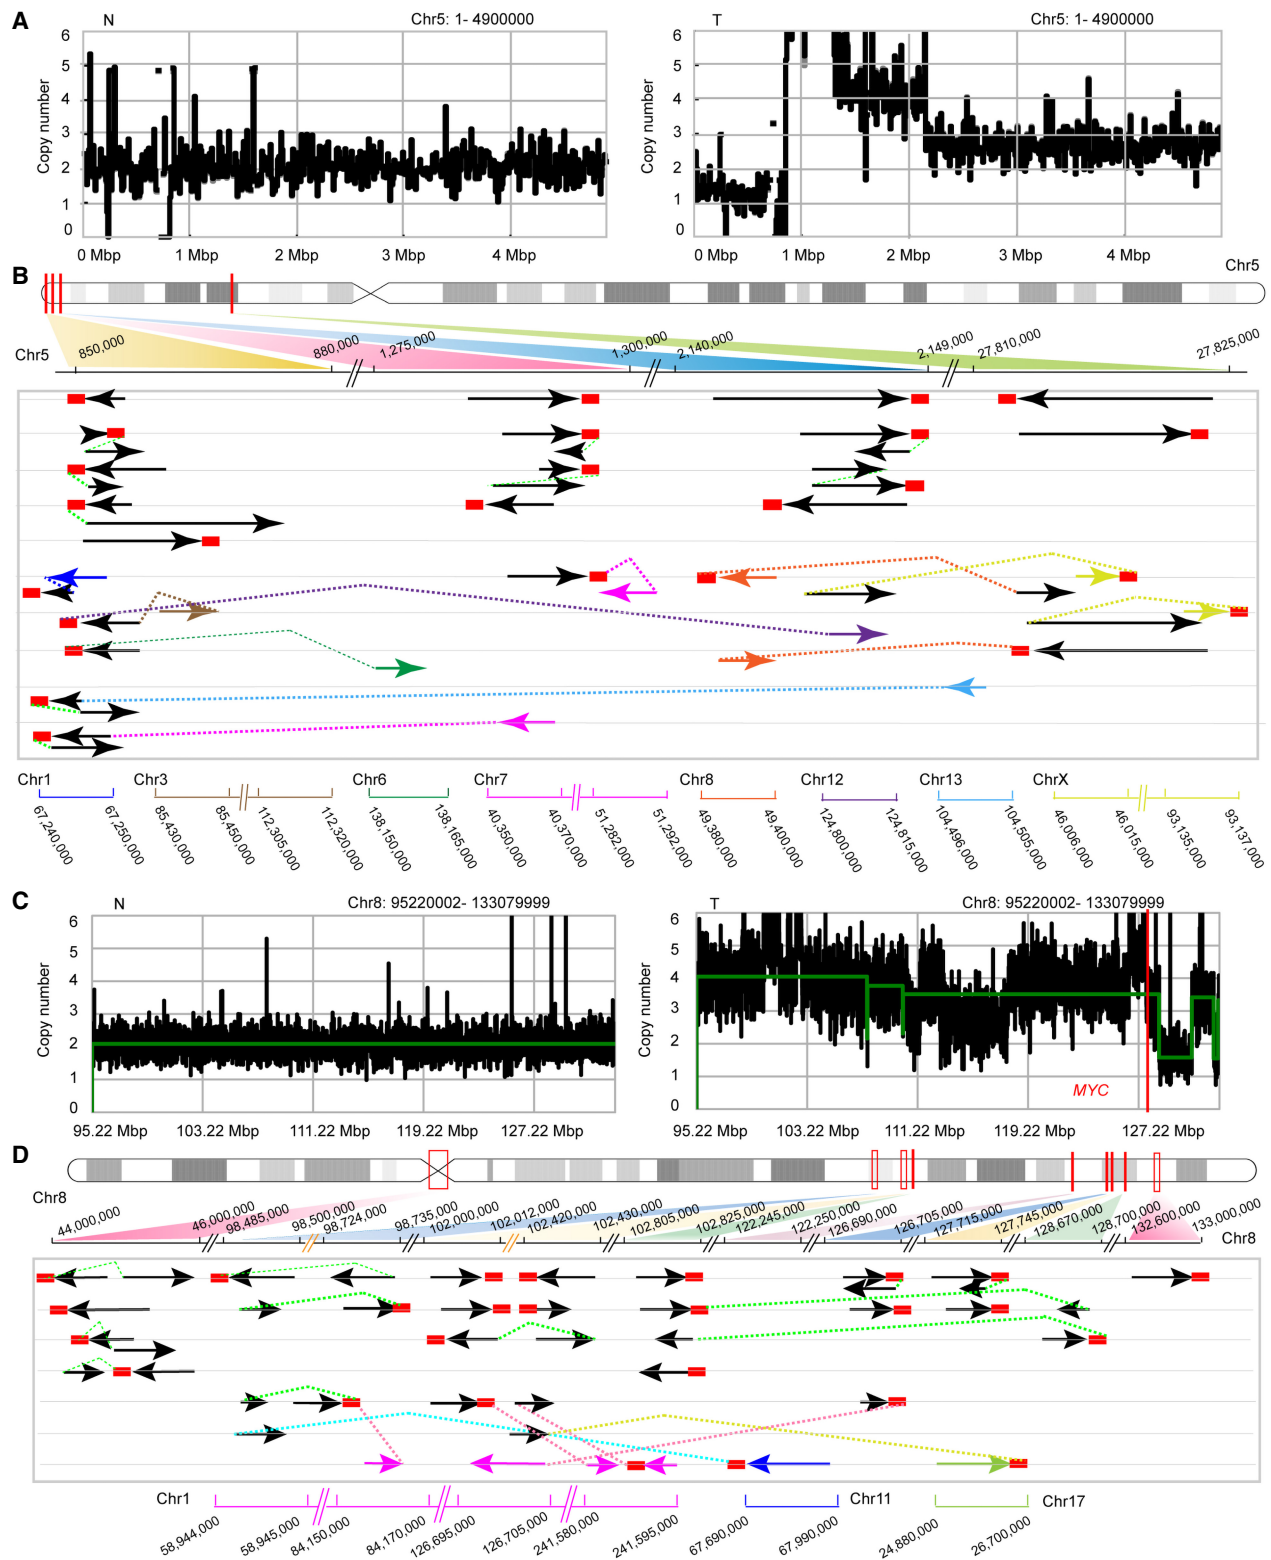 A
N
Chr5: 1- 4900000
T
Chr5: 1- 4900000
Copy number
6
5
4
3
2
1
0
0 Mbp
1 Mbp
2 Mbp
3 Mbp
4 Mbp
Copy number
6
5
4
3
2
1
0
0 Mbp
1 Mbp
2 Mbp
3 Mbp
4 Mbp
B
Chr5
Chr5
850,000
880,000
1,275,000
1,300,000
2,140,000
2,149,000
27,810,000
27,825,000
Chr1
Chr3
Chr6
Chr7
Chr8
Chr12
Chr13
ChrX
67,240,000
67,250,000
85,430,000
85,450,000
112,305,000
112,320,000
138,150,000
138,165,000
40,350,000
40,370,000
51,282,000
51,292,000
49,380,000
49,400,000
124,800,000
124,815,000
104,496,000
104,505,000
46,006,000
46,015,000
93,135,000
93,137,000
C
N
Chr8: 95220002- 133079999
T
Chr8: 95220002- 133079999
Copy number
6
5
4
3
2
1
0
95.22 Mbp
103.22 Mbp
111.22 Mbp
119.22 Mbp
127.22 Mbp
Copy number
6
5
4
3
2
1
0
MYC
95.22 Mbp
103.22 Mbp
111.22 Mbp
119.22 Mbp
127.22 Mbp
D
Chr8
44,000,000
46,000,000
98,485,000
98,500,000
98,724,000
98,735,000
102,000,000
102,012,000
102,420,000
102,430,000
102,805,000
102,825,000
122,245,000
122,250,000
126,690,000
126,705,000
127,715,000
127,745,000
128,670,000
128,700,000
132,600,000
133,000,000
Chr8
Chr1
Chr11
Chr17
58,944,000
58,945,000
84,150,000
84,170,000
126,695,000
126,705,000
241,580,000
241,595,000
67,690,000
67,990,000
24,880,000
26,700,000